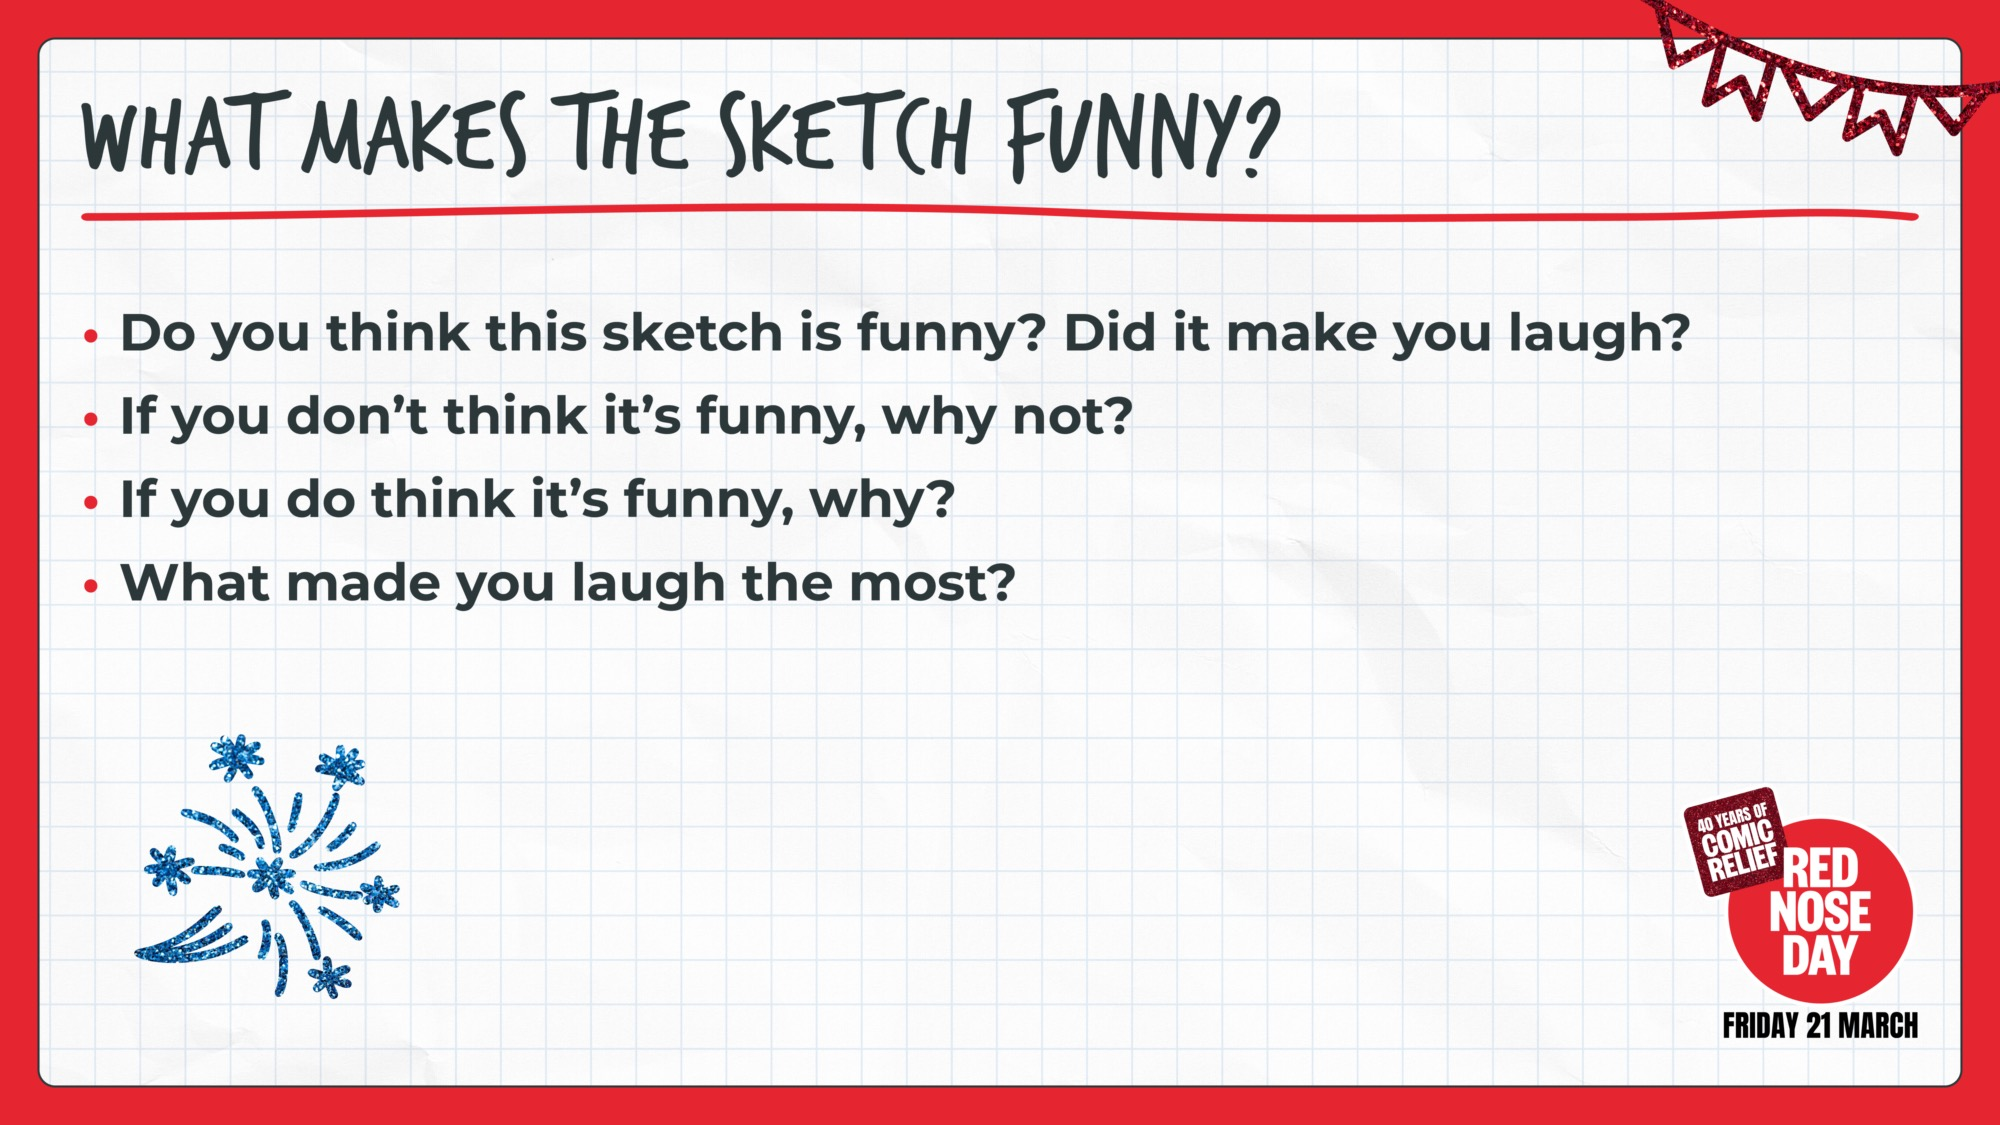 WHAT MAKES THE SKETCH FUNNY?
• Do you think this sketch is funny? Did it make you laugh?
• If you don’t think it’s funny, why not?
• If you do think it’s funny, why?
• What made you laugh the most?
40 YEARS OF
COMIC
RELIEF
RED
NOSE
DAY
FRIDAY 21 MARCH